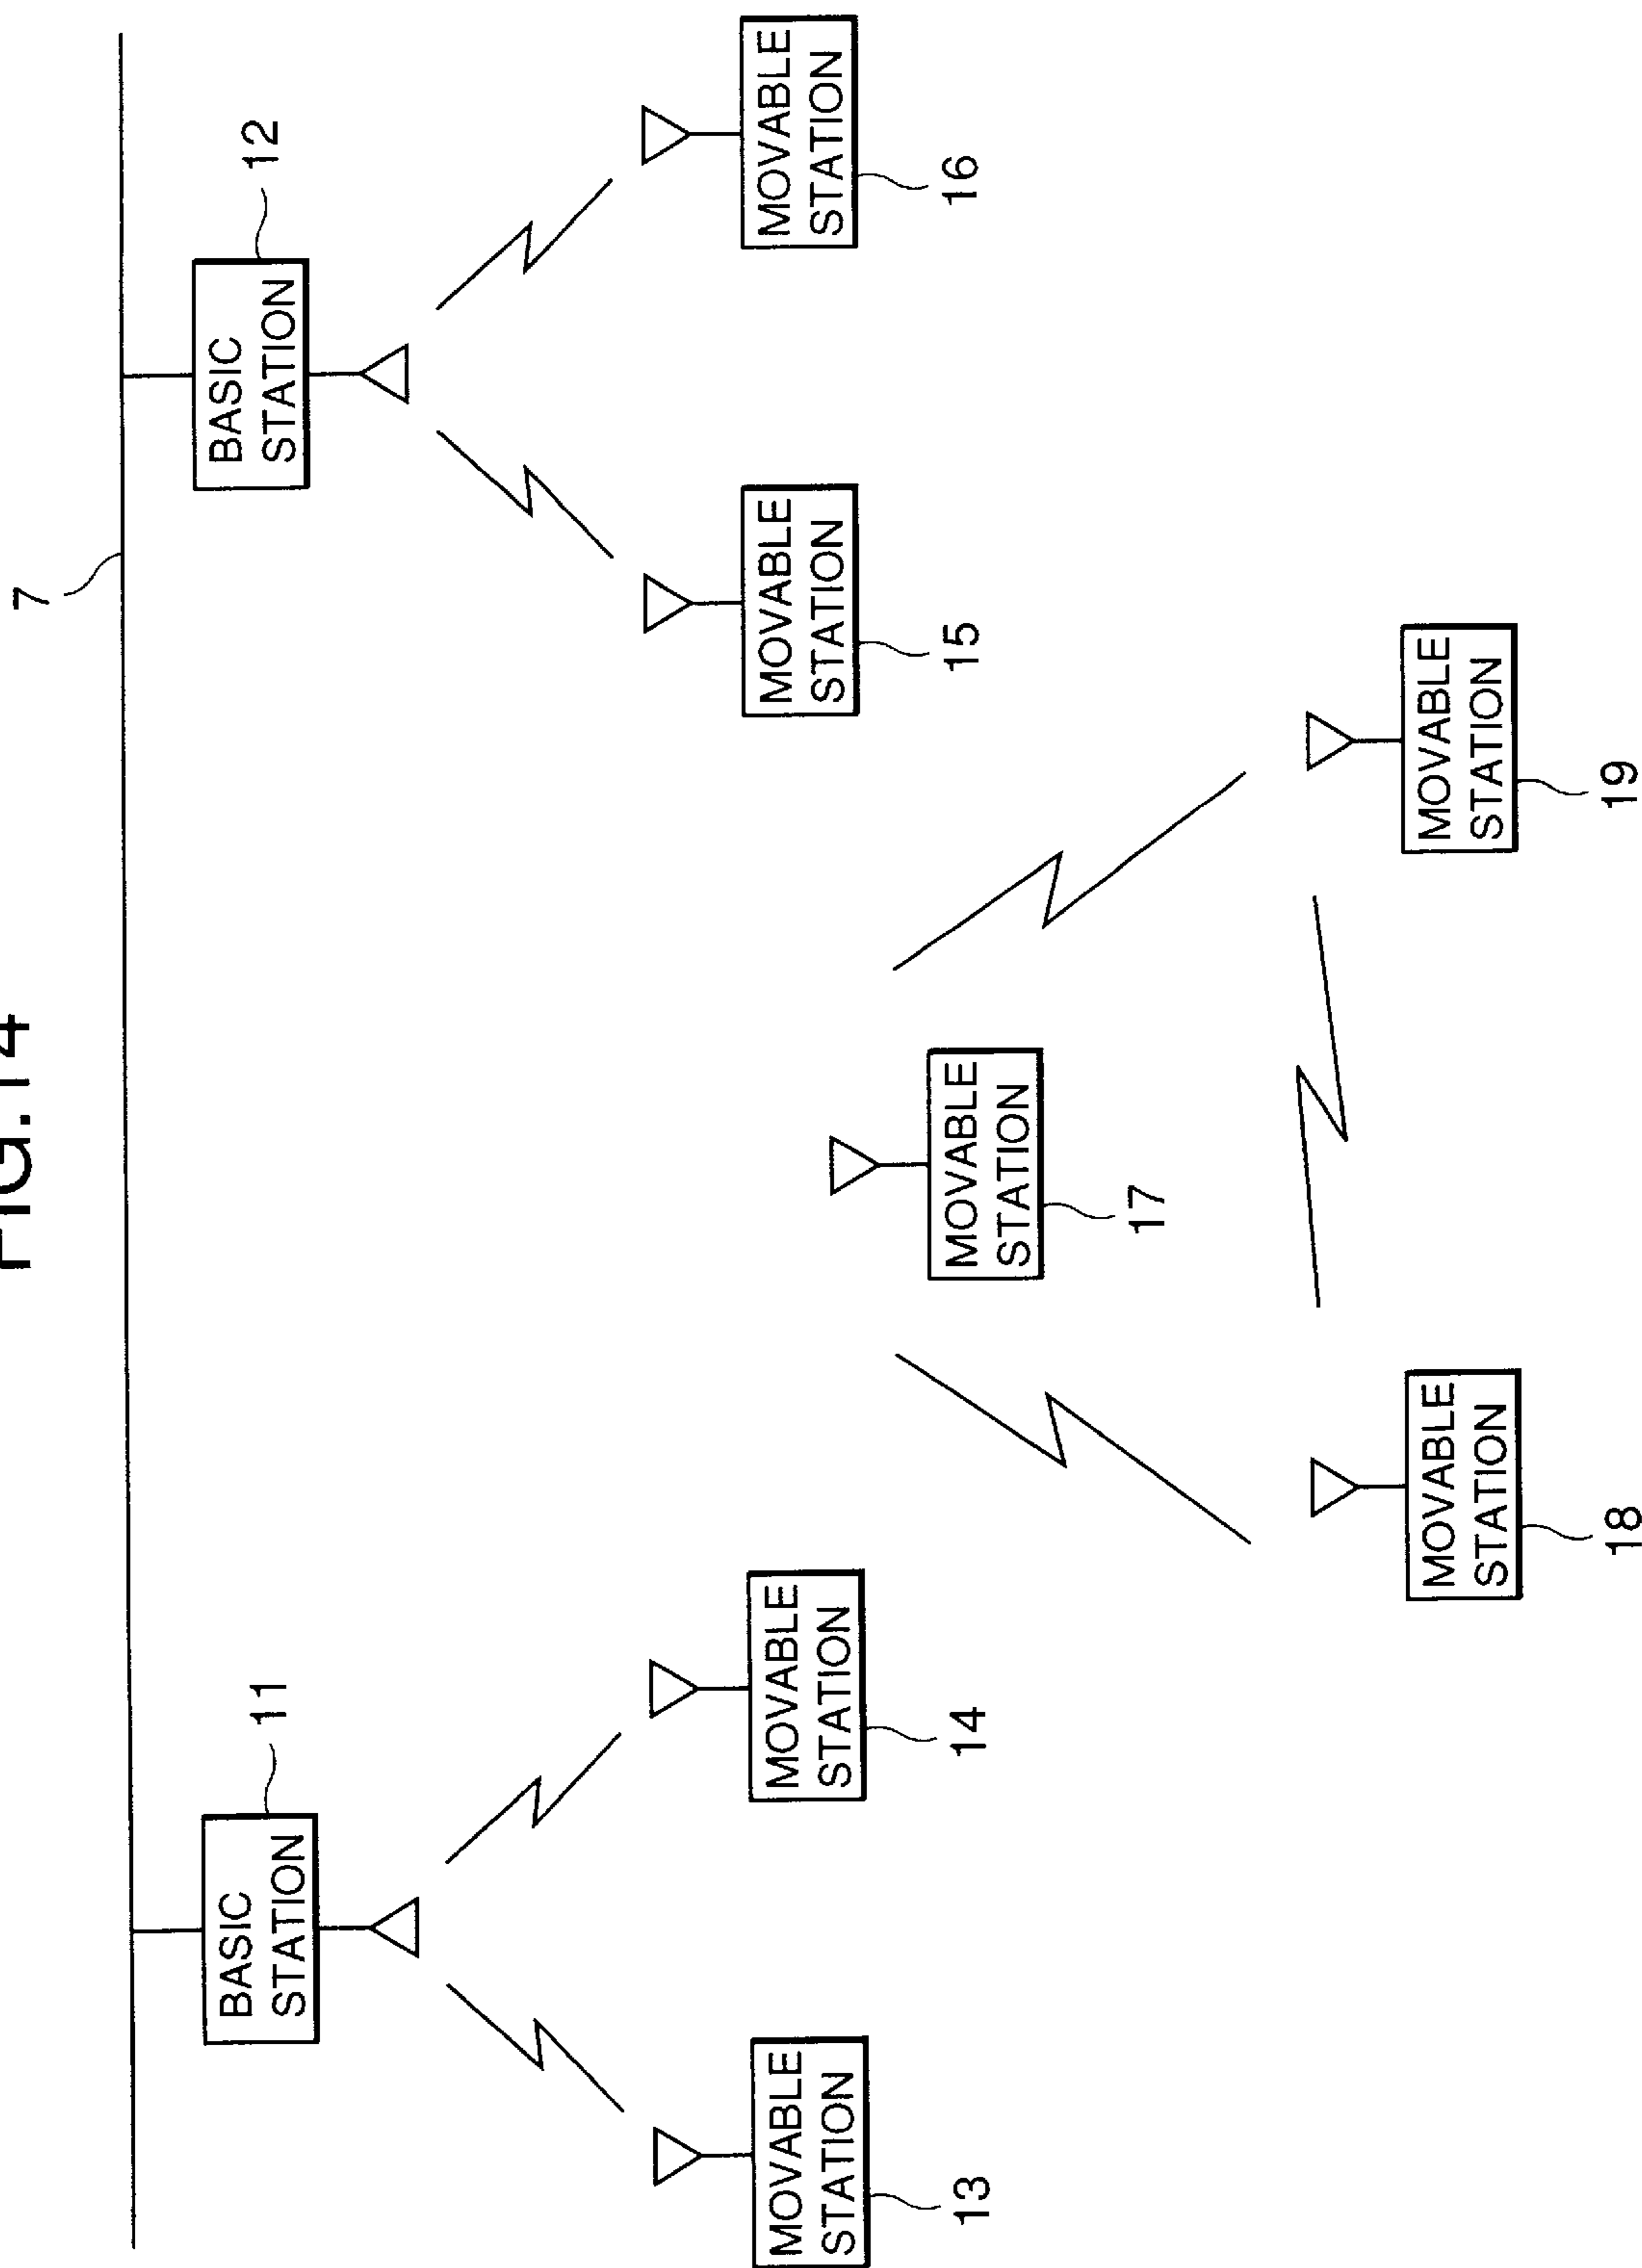 FIG.14
7
BASIC
STATION
11
BASIC
STATION
12
MOVABLE
STATION
13
MOVABLE
STATION
14
MOVABLE
STATION
15
MOVABLE
STATION
16
MOVABLE
STATION
17
MOVABLE
STATION
18
MOVABLE
STATION
19